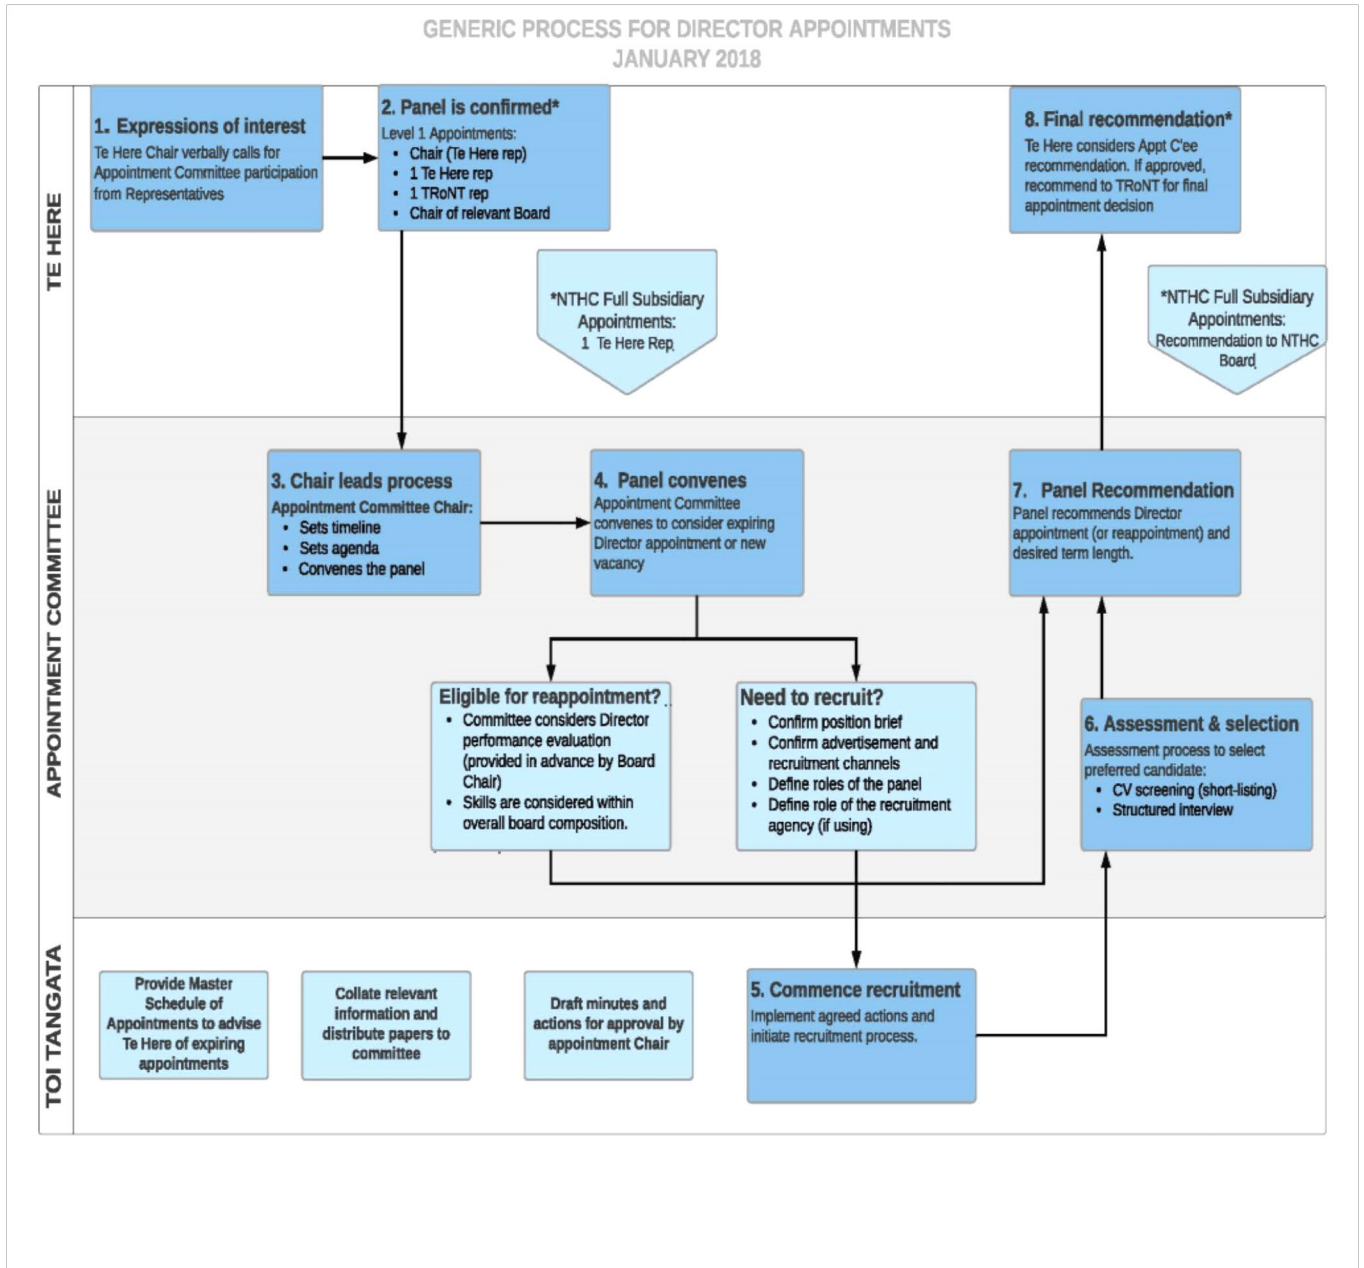 GENERIC PROCESS FOR DIRECTOR APPOINTMENTS
JANUARY 2018
TE HERE
1. Expressions of interest
Te Here Chair verbally calls for
Appointment Committee participation
from Representatives
2. Panel is confirmed*
Level 1 Appointments:
• Chair (Te Here rep)
• 1 Te Here rep
• 1 TRoNT rep
• Chair of relevant Board
*NTHC Full Subsidiary
Appointments:
1 Te Here Rep
8. Final recommendation*
Te Here considers Appt C'ee
recommendation. If approved,
recommend to TRoNT for final
appointment decision
*NTHC Full Subsidiary
Appointments:
Recommendation to NTHC
Board
APPOINTMENT COMMITTEE
3. Chair leads process
Appointment Committee Chair:
• Sets timeline
• Sets agenda
• Convenes the panel
4. Panel convenes
Appointment Committee
convenes to consider expiring
Director appointment or new
vacancy
7. Panel Recommendation
Panel recommends Director
appointment (or reappointment) and
desired term length.
Eligible for reappointment?
• Committee considers Director
performance evaluation
(provided in advance by Board
Chair)
• Skills are considered within
overall board composition.
Need to recruit?
• Confirm position brief
• Confirm advertisement and
recruitment channels
• Define roles of the panel
• Define role of the recruitment
agency (if using)
6. Assessment & selection
Assessment process to select
preferred candidate:
• CV screening (short-listing)
• Structured interview
TOI TANGATA
Provide Master
Schedule of
Appointments to advise
Te Here of expiring
appointments
Collate relevant
information and
distribute papers to
committee
Draft minutes and
actions for approval by
appointment Chair
5. Commence recruitment
Implement agreed actions and
initiate recruitment process.